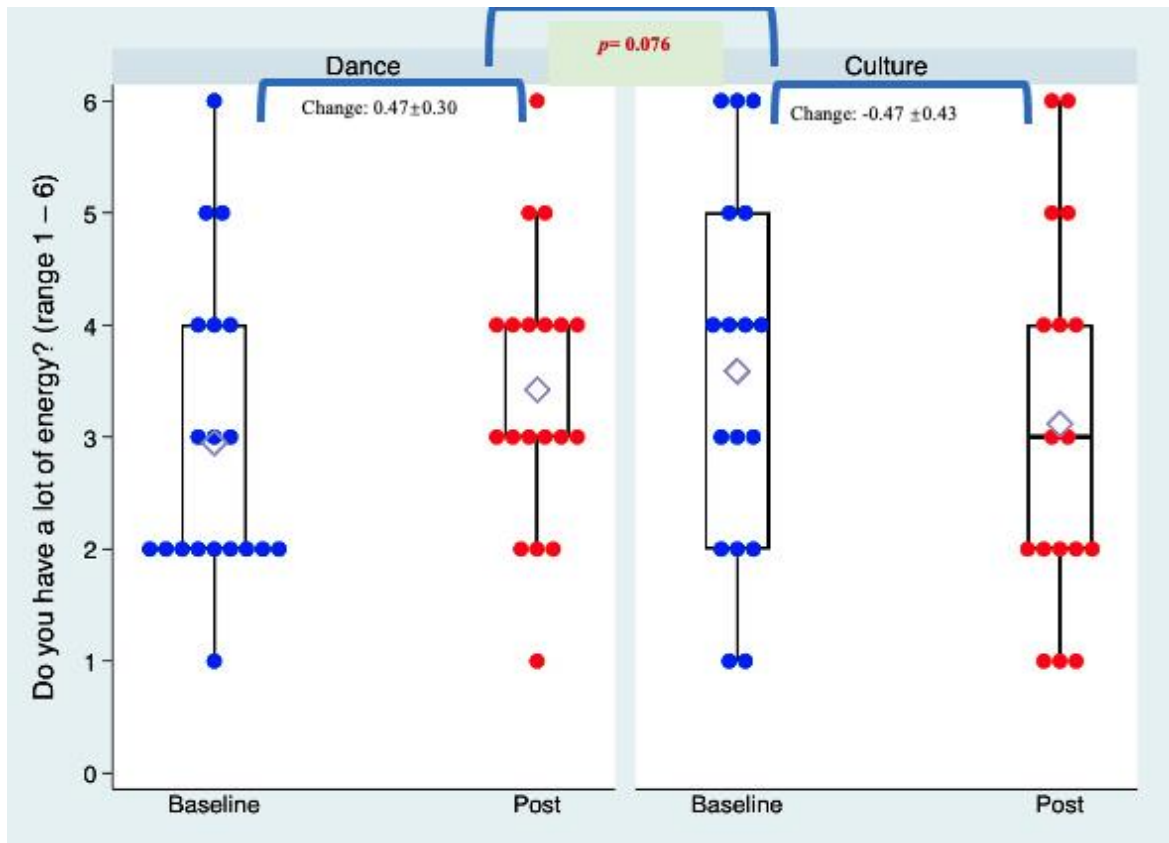 p= 0.076
Dance
Culture
Change: 0.47±0.30
Change: -0.47 ±0.43
Do you have a lot of energy? (range 1 – 6)
6
5
4
3
2
1
0
Baseline
Post
Baseline
Post